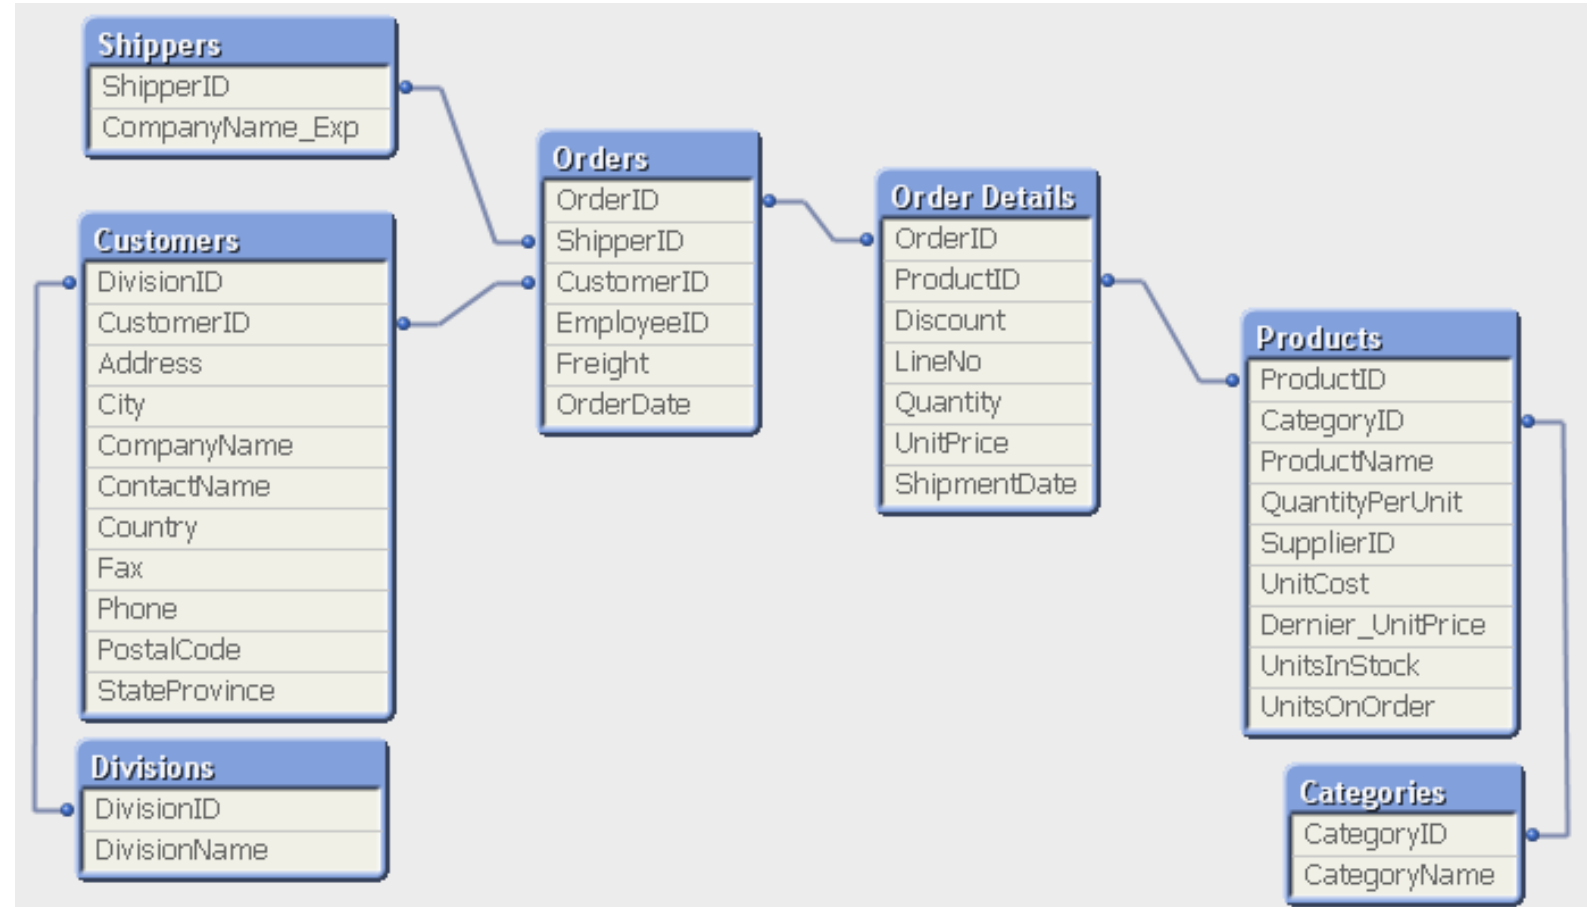 Shippers
ShipperID
CompanyName_Exp
Customers
DivisionID
CustomerID
Address
City
CompanyName
ContactName
Country
Fax
Phone
PostalCode
StateProvince
Divisions
DivisionID
DivisionName
Orders
OrderID
ShipperID
CustomerID
EmployeeID
Freight
OrderDate
Order Details
OrderID
ProductID
Discount
LineNo
Quantity
UnitPrice
ShipmentDate
Products
ProductID
CategoryID
ProductName
QuantityPerUnit
SupplierID
UnitCost
Dernier_UnitPrice
UnitsInStock
UnitsOnOrder
Categories
CategoryID
CategoryName